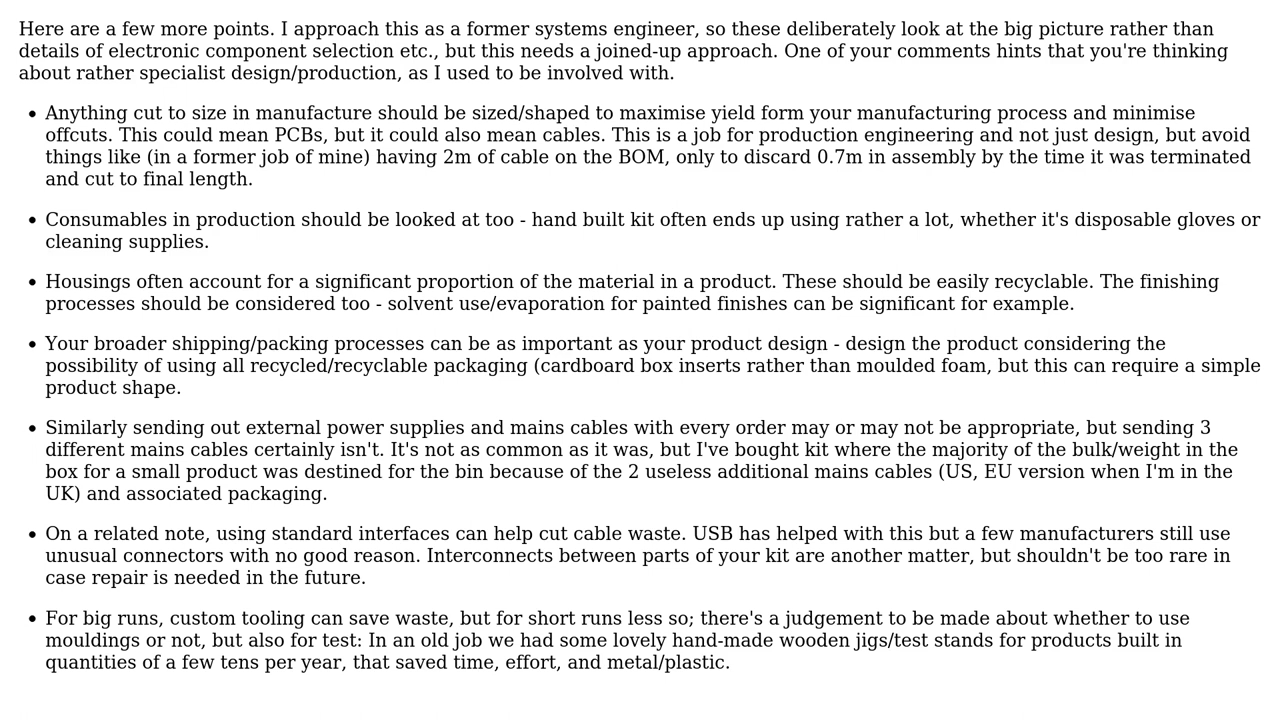 Here are a few more points. I approach this as a former systems engineer, so these deliberately look at the big picture rather than
details of electronic component selection etc., but this needs a joined-up approach. One of your comments hints that you're thinking
about rather specialist design/production, as I used to be involved with.
• Anything cut to size in manufacture should be sized/shaped to maximise yield form your manufacturing process and minimise
offcuts. This could mean PCBs, but it could also mean cables. This is a job for production engineering and not just design, but avoid
things like (in a former job of mine) having 2m of cable on the BOM, only to discard 0.7m in assembly by the time it was terminated
and cut to final length.
• Consumables in production should be looked at too - hand built kit often ends up using rather a lot, whether it's disposable gloves or
cleaning supplies.
• Housings often account for a significant proportion of the material in a product. These should be easily recyclable. The finishing
processes should be considered too - solvent use/evaporation for painted finishes can be significant for example.
• Your broader shipping/packing processes can be as important as your product design - design the product considering the
possibility of using all recycled/recyclable packaging (cardboard box inserts rather than moulded foam, but this can require a simple
product shape.
• Similarly sending out external power supplies and mains cables with every order may or may not be appropriate, but sending 3
different mains cables certainly isn't. It's not as common as it was, but I've bought kit where the majority of the bulk/weight in the
box for a small product was destined for the bin because of the 2 useless additional mains cables (US, EU version when I'm in the
UK) and associated packaging.
• On a related note, using standard interfaces can help cut cable waste. USB has helped with this but a few manufacturers still use
unusual connectors with no good reason. Interconnects between parts of your kit are another matter, but shouldn't be too rare in
case repair is needed in the future.
• For big runs, custom tooling can save waste, but for short runs less so; there's a judgement to be made about whether to use
mouldings or not, but also for test: In an old job we had some lovely hand-made wooden jigs/test stands for products built in
quantities of a few tens per year, that saved time, effort, and metal/plastic.